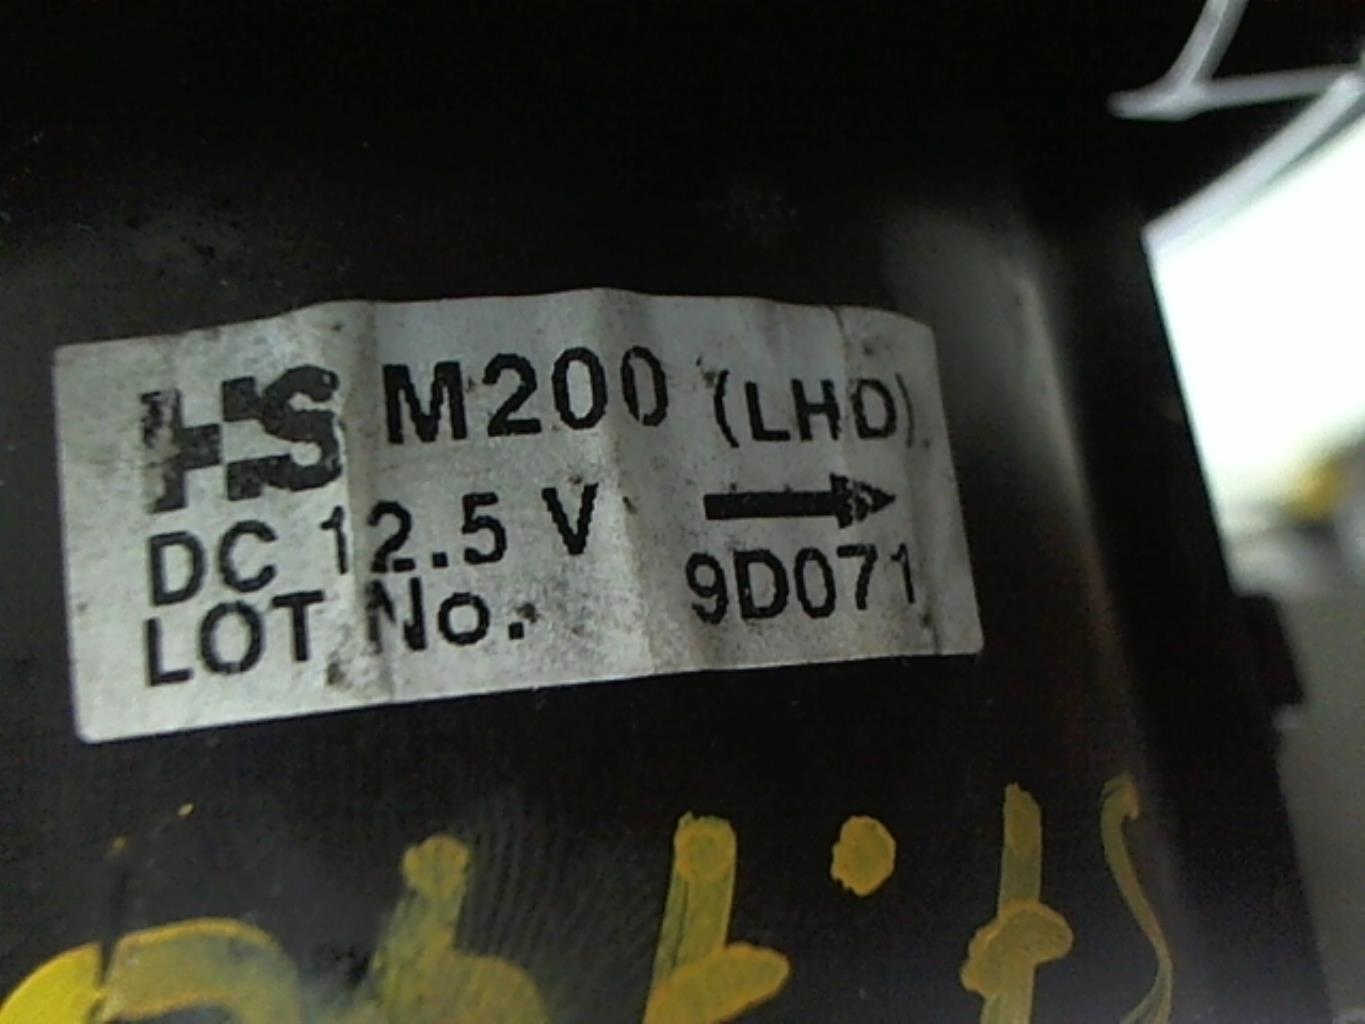 HS M200 (LHD)
DC 12.5 V
LOT No. 9D071